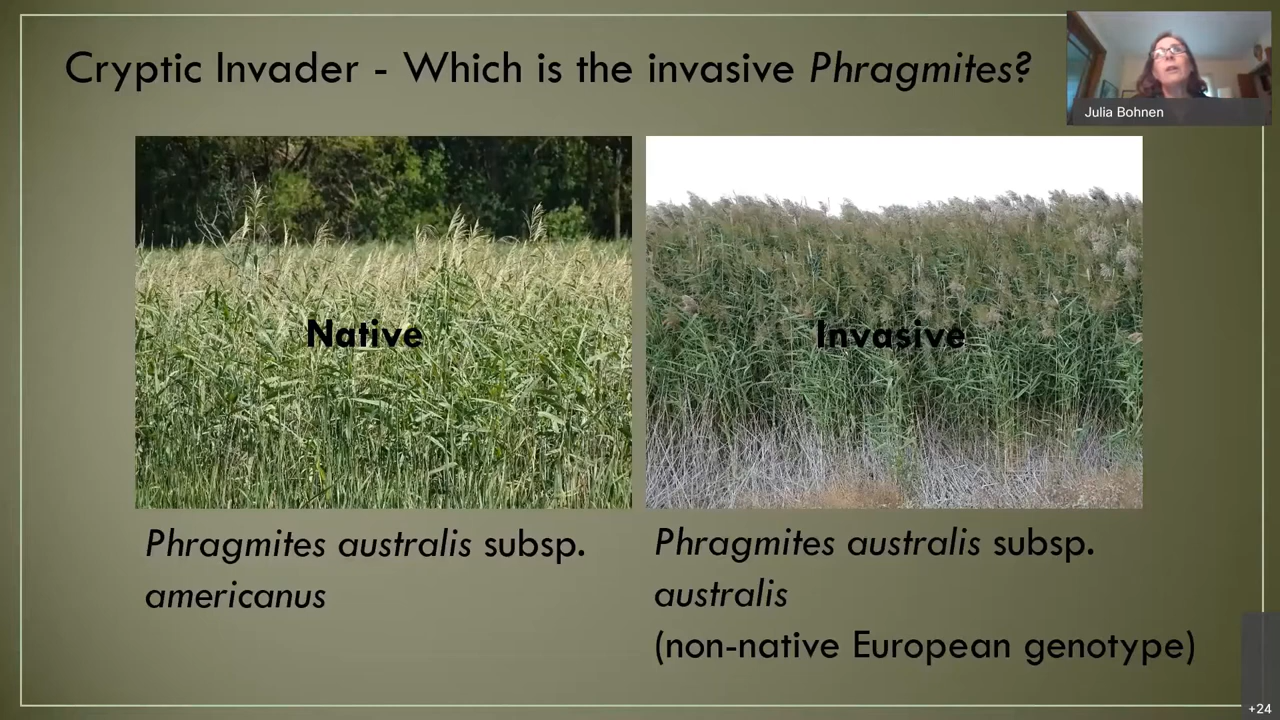 Cryptic Invader - Which is the invasive Phragmites?
Julia Bohnen
Native
Invasive
Phragmites australis subsp.
americanus
Phragmites australis subsp.
australis
(non-native European genotype)
+24